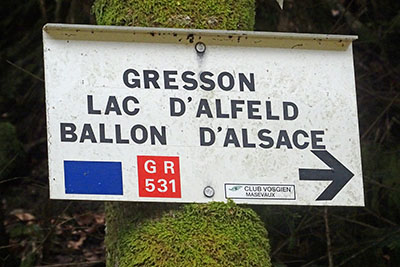 GRESSON
LAC D'ALFELD
BALLON D'ALSACE
GR
531
CLUB VOSGIEN
MASEVAUX